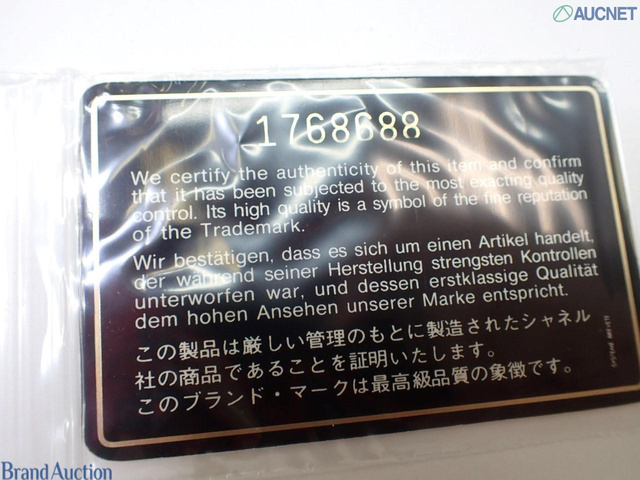 AUCNET
1768688
We certify the authenticity of this item and confirm
that it has been subjected to the most exacting quality
control. Its high quality is a symbol of the fine reputation
of the Trademark.
Wir bestätigen, dass es sich um einen Artikel handelt,
der während seiner Herstellung strengsten Kontrollen
unterworfen war, und dessen erstklassige Qualität
dem hohen Ansehen unserer Marke entspricht.
この製品は厳しい管理のもとに製造されたシャネル
社の商品であることを証明いたします。
このブランド・マークは最高級品質の象徴です。
Brand Auction